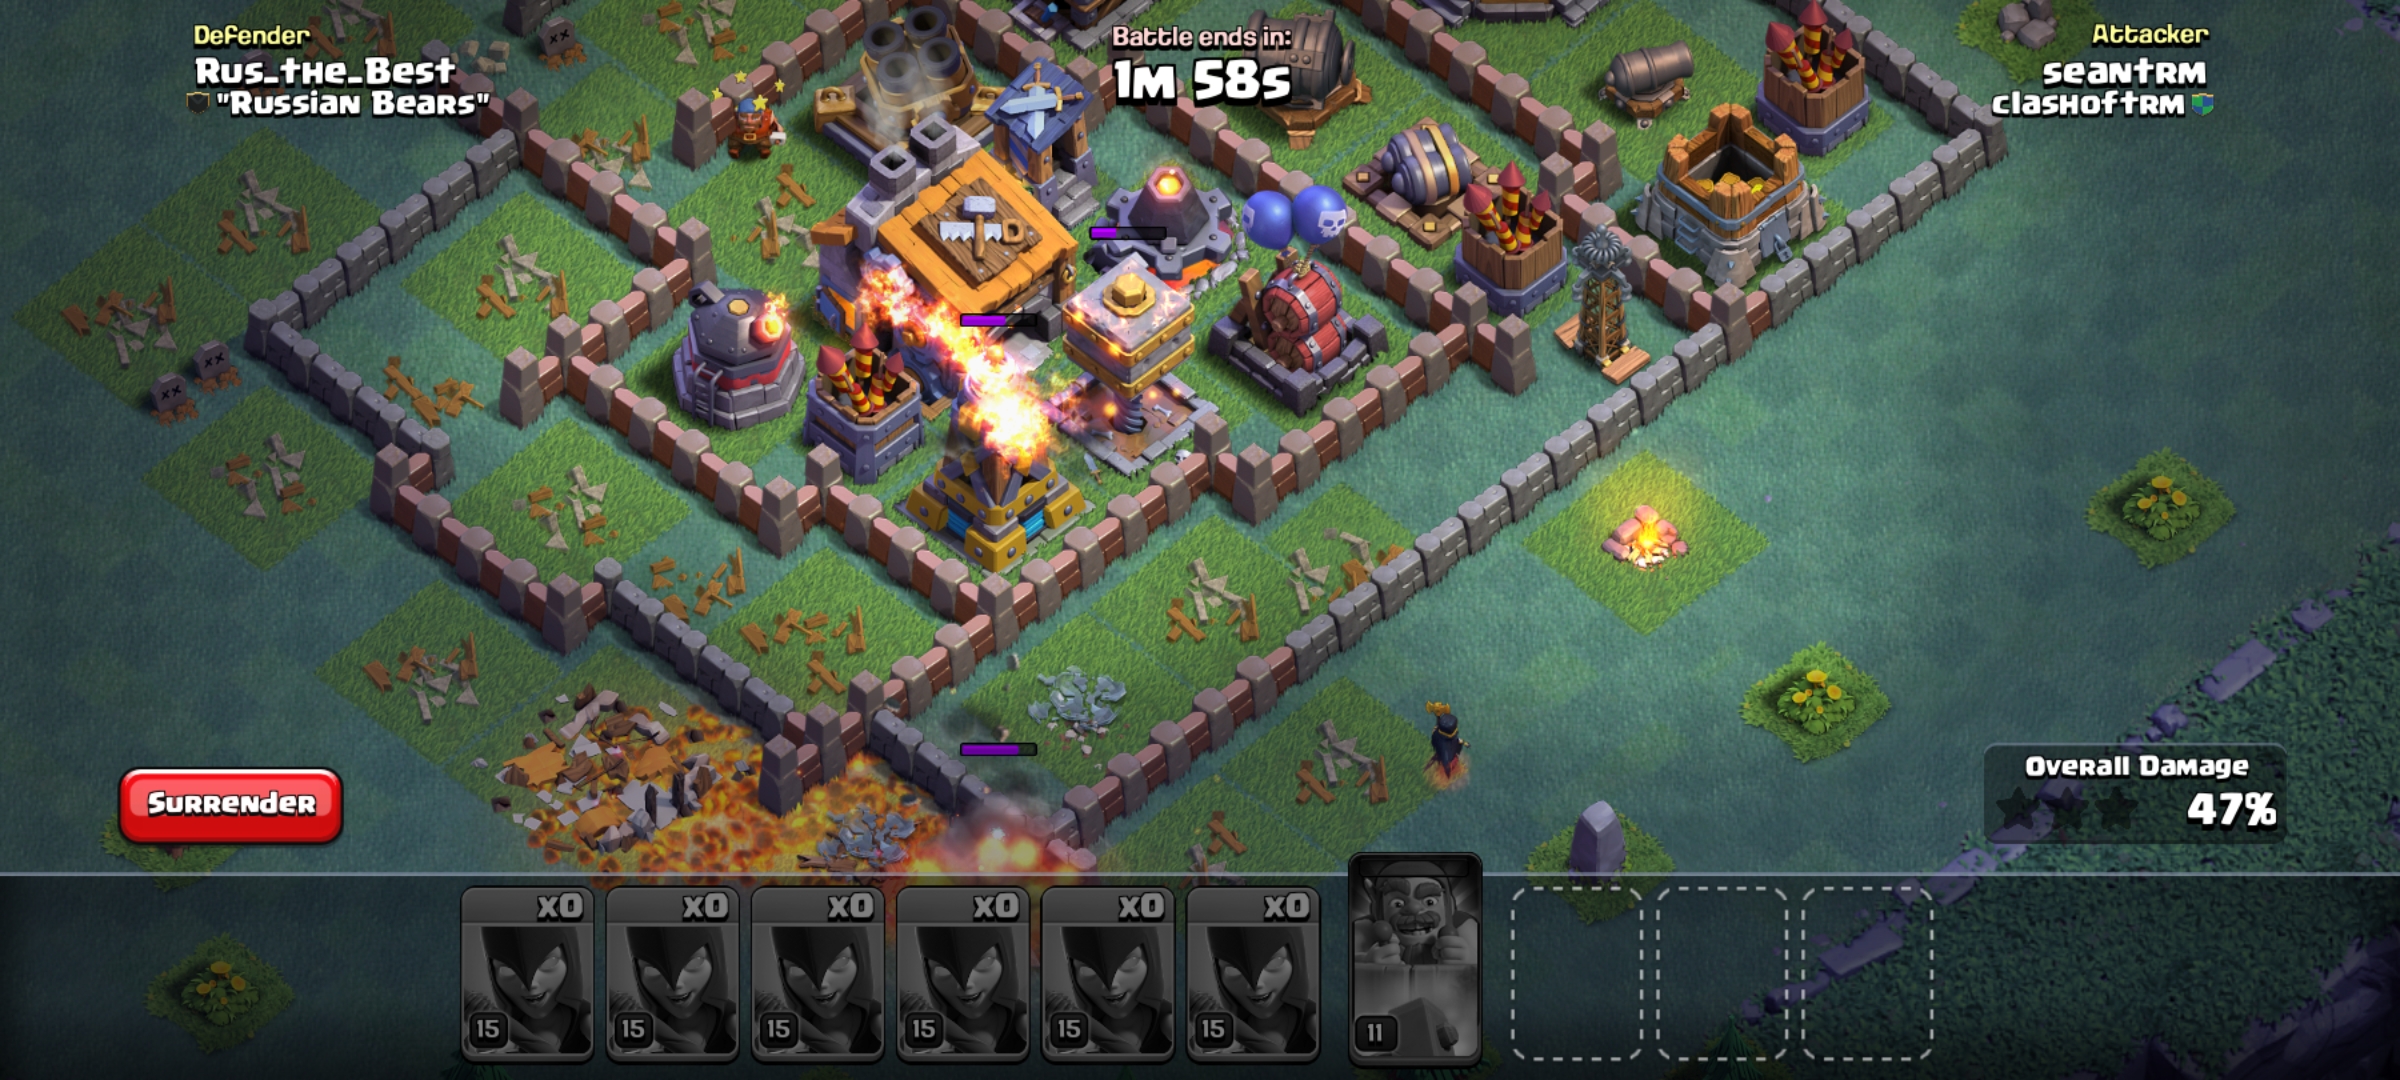 Defender
Rus_tHe_Best
"Russian Bears"
Battle ends in:
1M 58s
Attacker
seantRM
clashoftRM
Surrender
Overall Damage
47%
x0 x0 x0 x0 x0 x0
15 15 15 15 15 15 11